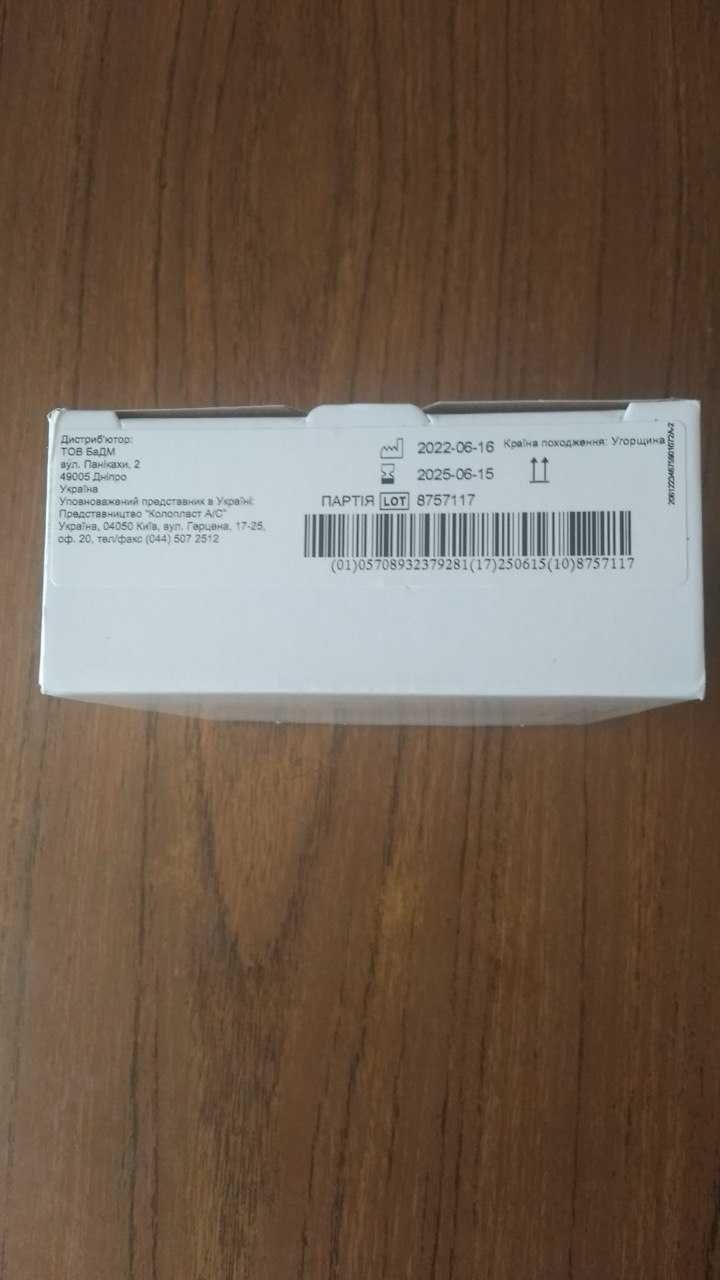 Дистриб'ютор:
ТОВ БаДМ
вул. Панікахи, 2
49005 Дніпро
Україна
Уповноважений представник в Україні:
Представництво "Колопласт А/С"
Україна, 04050 Київ, вул. Герцена, 17-25,
оф. 20, тел/факс (044) 507 2512
2022-06-16 Країна походження: Угорщина
2025-06-15
ПАРТІЯ LOT 8757117
(01)05708932379281(17)250615(10)8757117